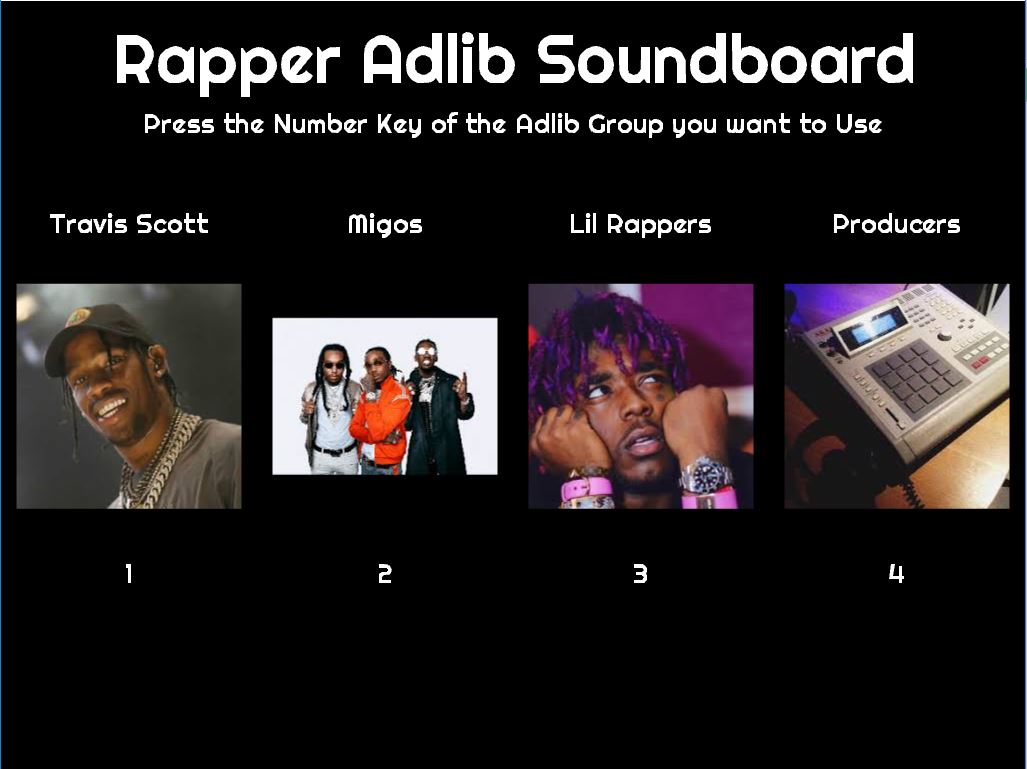 Rapper Adlib Soundboard
Press the Number Key of the Adlib Group you want to Use
Travis Scott
Migos
Lil Rappers
Producers
1
2
3
4